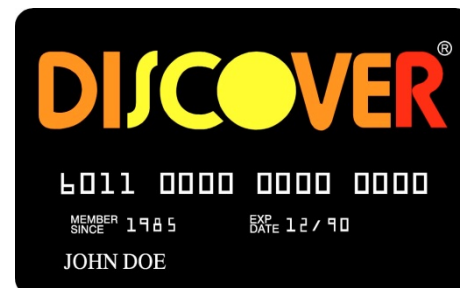 DISCOVER®
6011 0000 0000 0000
MEMBER SINCE 1985 EXP DATE 12/90
JOHN DOE